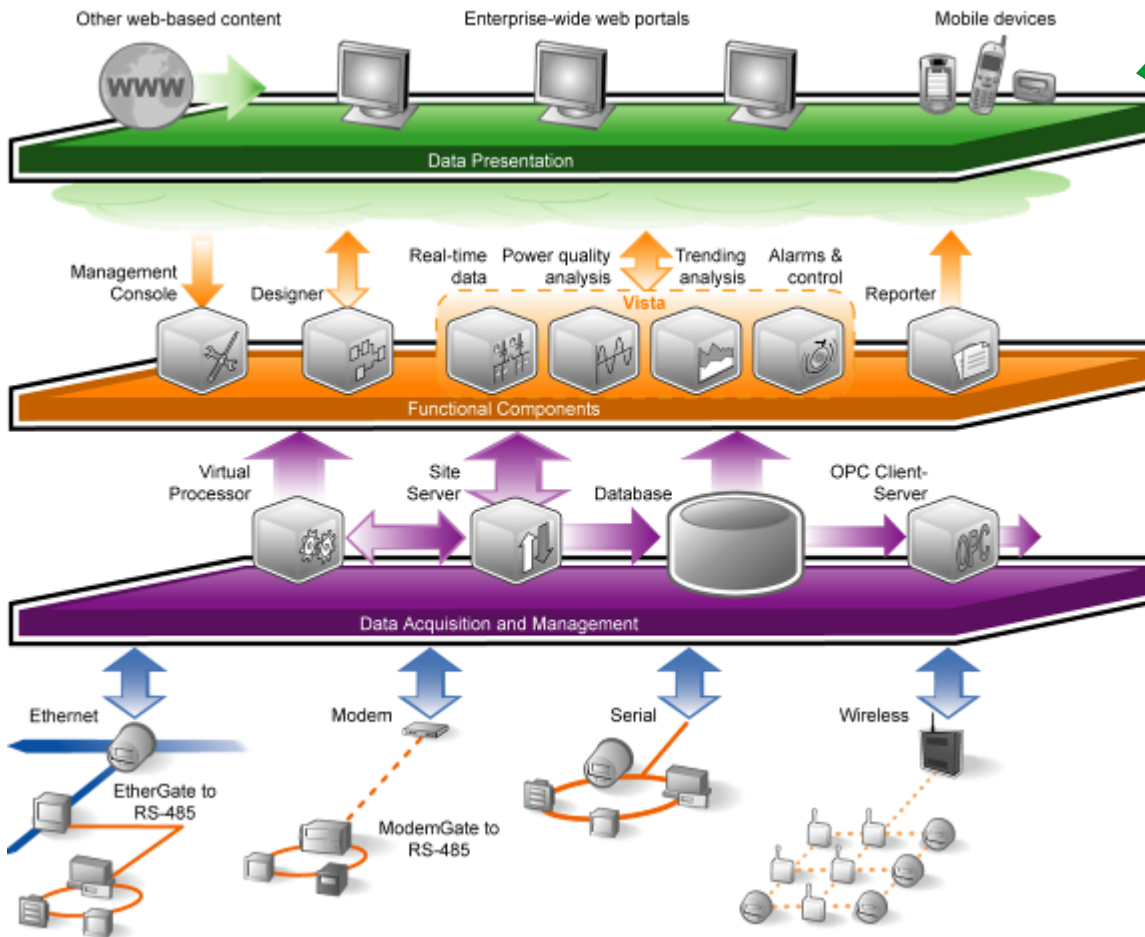 Other web-based content
Enterprise-wide web portals
Mobile devices
WWW
Data Presentation
Management
Console
Designer
Real-time
data
Power quality
analysis
Trending
analysis
Alarms &
control
Vista
Reporter
Functional Components
Virtual
Processor
Site
Server
Database
OPC Client-
Server
OPC
Data Acquisition and Management
Ethernet
Modem
Serial
Wireless
EtherGate to
RS-485
ModemGate to
RS-485